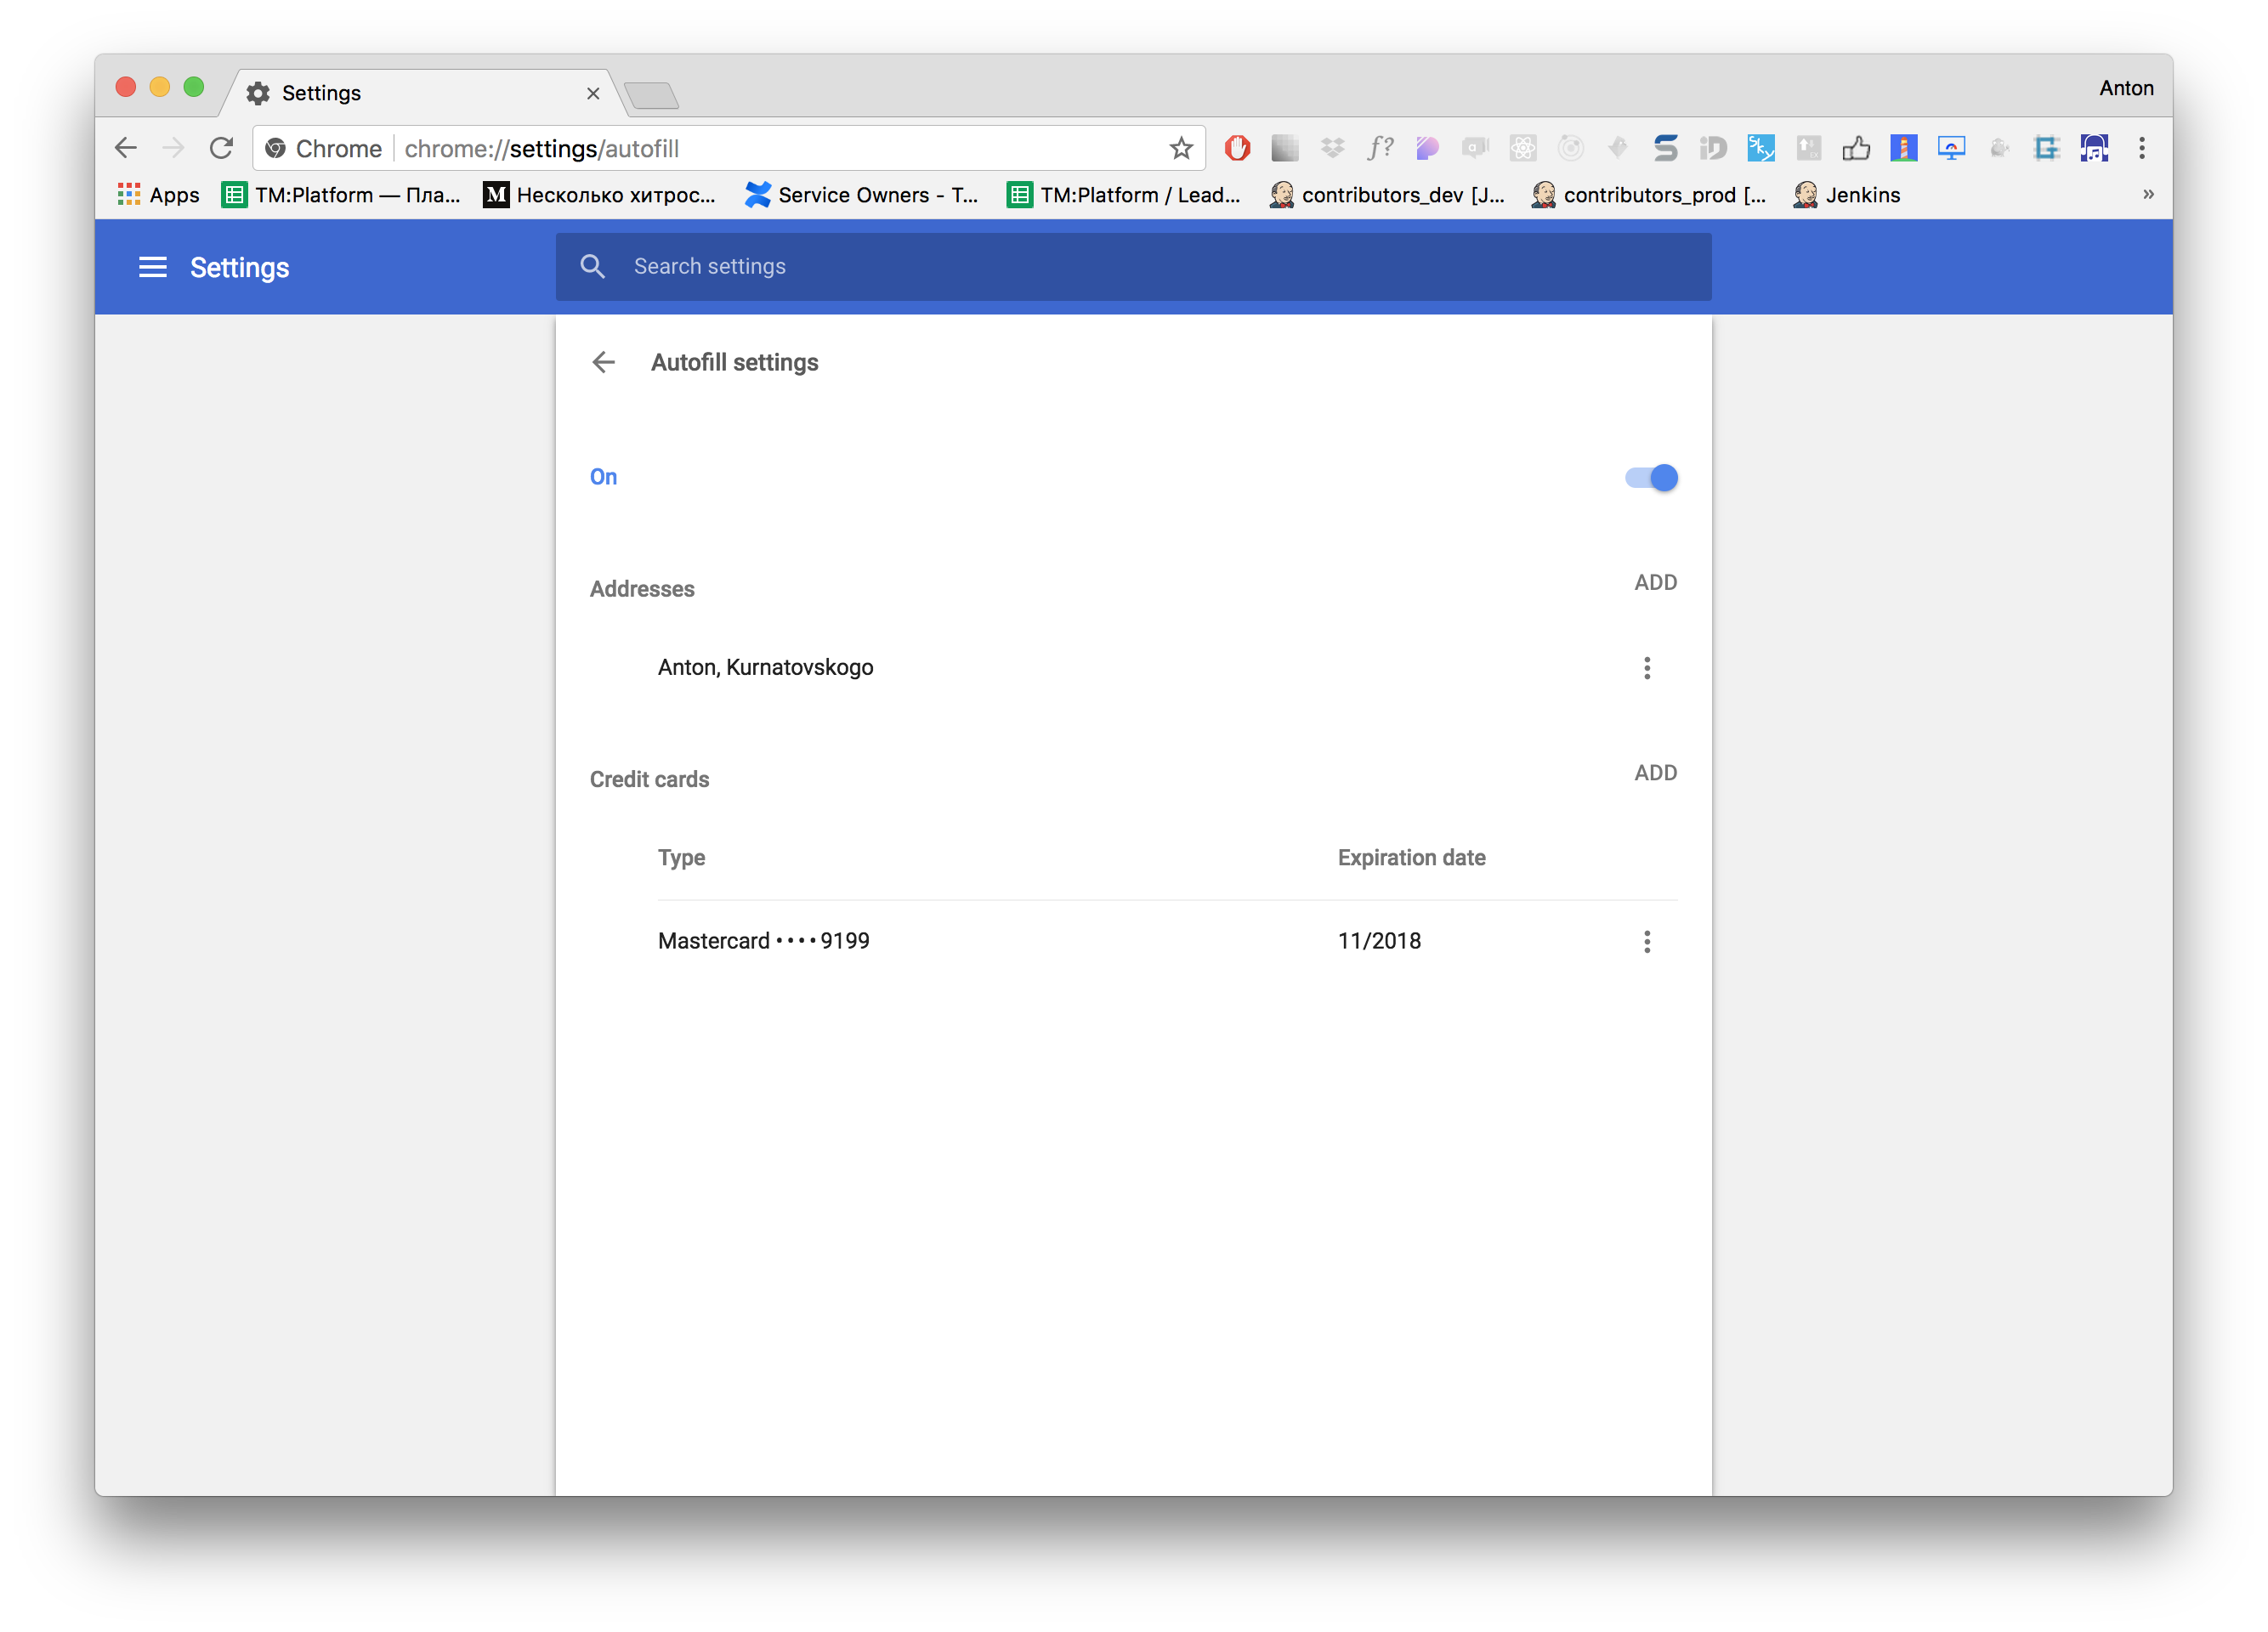 Settings
Anton
Chrome chrome://settings/autofill
f?
Sky
Apps TM:Platform — Пла... M Несколько хитрос... Service Owners - T... TM:Platform / Lead... contributors_dev [J... contributors_prod [... Jenkins »
Settings Search settings
Autofill settings
On
Addresses ADD
Anton, Kurnatovskogo
Credit cards ADD
Type Expiration date
Mastercard •••• 9199 11/2018